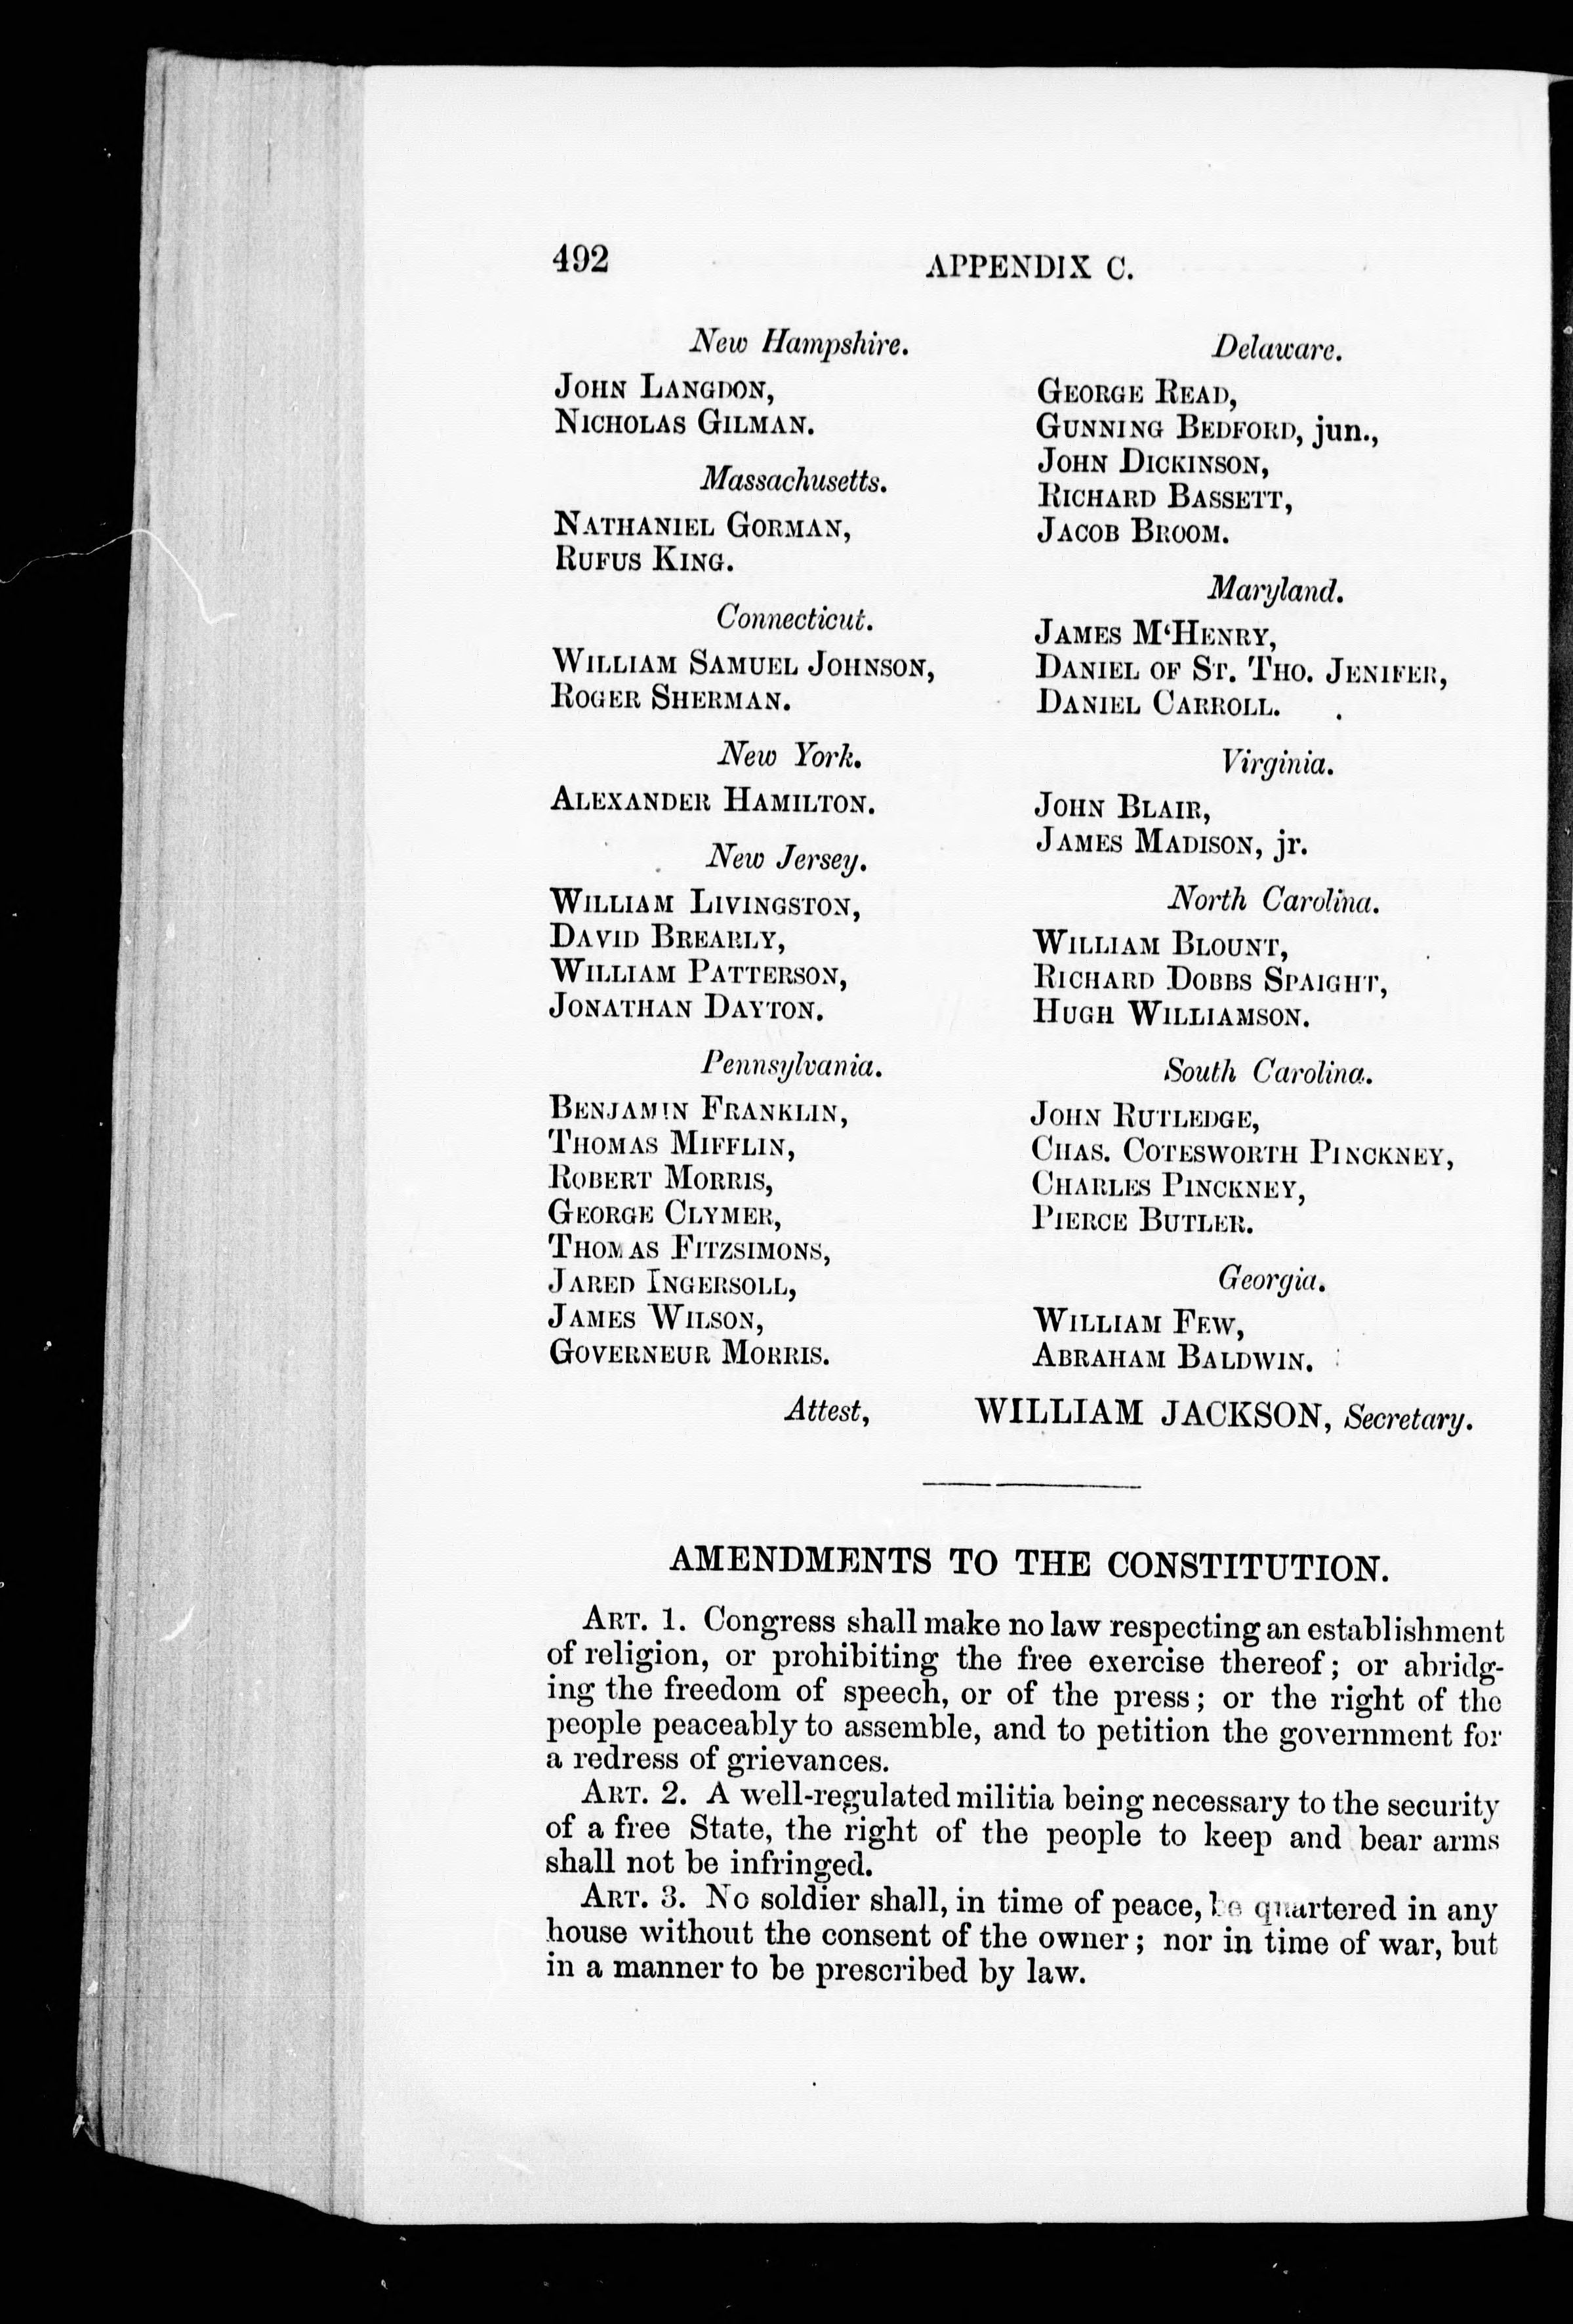 492
APPENDIX C.
New Hampshire.
JOHN LANGDON,
NICHOLAS GILMAN.
Massachusetts.
NATHANIEL GORMAN,
RUFUS KING.
Connecticut.
WILLIAM SAMUEL JOHNSON,
ROGER SHERMAN.
New York.
ALEXANDER HAMILTON.
New Jersey.
WILLIAM LIVINGSTON,
DAVID BREARLY,
WILLIAM PATTERSON,
JONATHAN DAYTON.
Pennsylvania.
BENJAMIN FRANKLIN,
THOMAS MIFFLIN,
ROBERT MORRIS,
GEORGE CLYMER,
THOMAS FITZSIMONS,
JARED INGERSOLL,
JAMES WILSON,
GOVERNEUR MORRIS.
Delaware.
GEORGE READ,
GUNNING BEDFORD, jun.,
JOHN DICKINSON,
RICHARD BASSETT,
JACOB BROOM.
Maryland.
JAMES M‘HENRY,
DANIEL OF ST. THO. JENIFER,
DANIEL CARROLL.
Virginia.
JOHN BLAIR,
JAMES MADISON, jr.
North Carolina.
WILLIAM BLOUNT,
RICHARD DOBBS SPAIGHT,
HUGH WILLIAMSON.
South Carolina.
JOHN RUTLEDGE,
CHAS. COTESWORTH PINCKNEY,
CHARLES PINCKNEY,
PIERCE BUTLER.
Georgia.
WILLIAM FEW,
ABRAHAM BALDWIN.
Attest, WILLIAM JACKSON, Secretary.
AMENDMENTS TO THE CONSTITUTION.
ART. 1. Congress shall make no law respecting an establishment
of religion, or prohibiting the free exercise thereof; or abridg-
ing the freedom of speech, or of the press; or the right of the
people peaceably to assemble, and to petition the government for
a redress of grievances.
ART. 2. A well-regulated militia being necessary to the security
of a free State, the right of the people to keep and bear arms
shall not be infringed.
ART. 3. No soldier shall, in time of peace, be quartered in any
house without the consent of the owner; nor in time of war, but
in a manner to be prescribed by law.